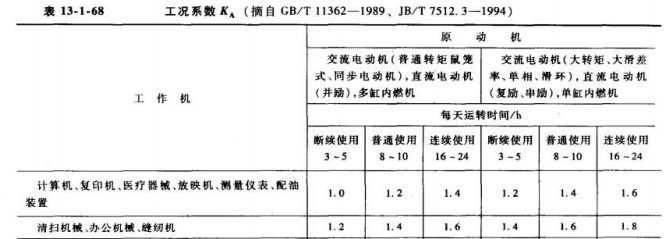 表 13-1-68 工况系数 K_A (摘自 GB/T 11362—1989、JB/T 7512.3—1994)
原 动 机
交流电动机(普通转矩鼠笼 交流电动机(大转矩、大滑差
工 作 机 式、同步电动机),直流电动机 率、单相、滑环),直流电动机
(并励),多缸内燃机 (复励、串励),单缸内燃机
每天运转时间/h
断续使用 普通使用 连续使用 断续使用 普通使用 连续使用
3~5 8~10 16~24 3~5 8~10 16~24
计算机、复印机、医疗器械、放映机、测量仪表、配油
装置 1.0 1.2 1.4 1.2 1.4 1.6
清扫机械、办公机械、缝纫机 1.2 1.4 1.6 1.4 1.6 1.8